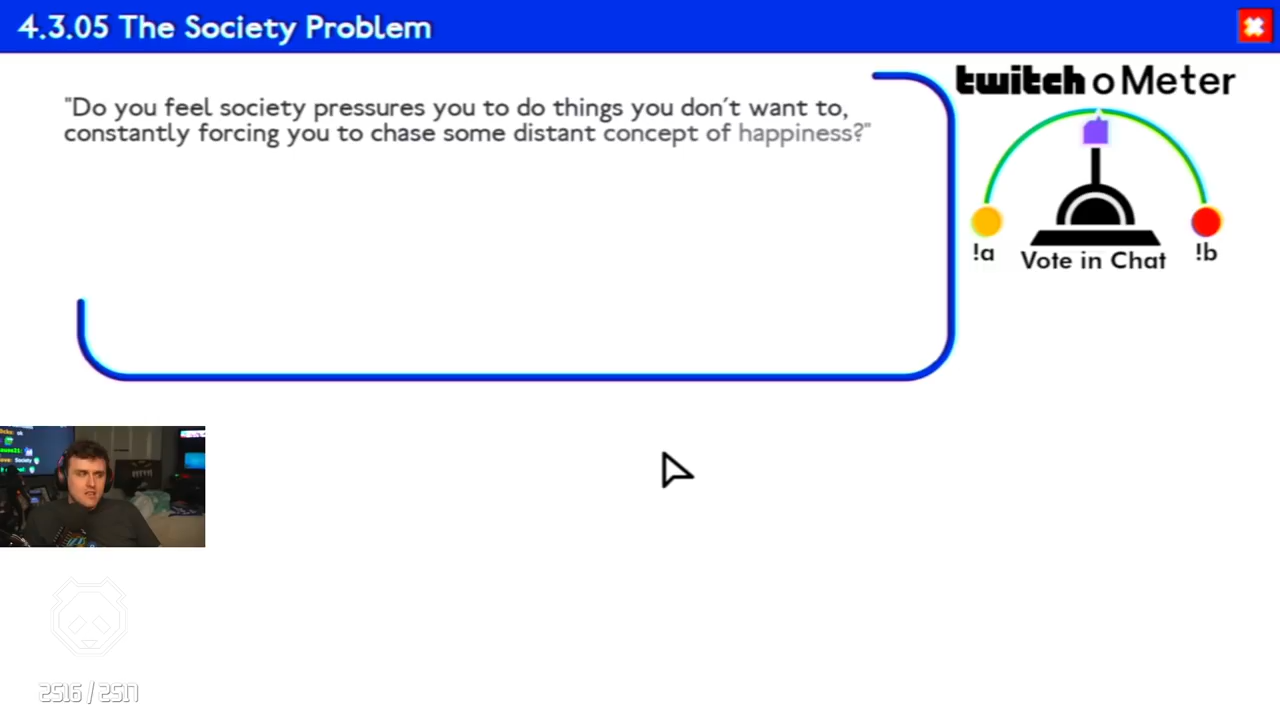 4.3.05 The Society Problem
"Do you feel society pressures you to do things you don't want to,
constantly forcing you to chase some distant concept of happiness?"
twitch o Meter
!a
Vote in Chat
!b
2516 / 2517